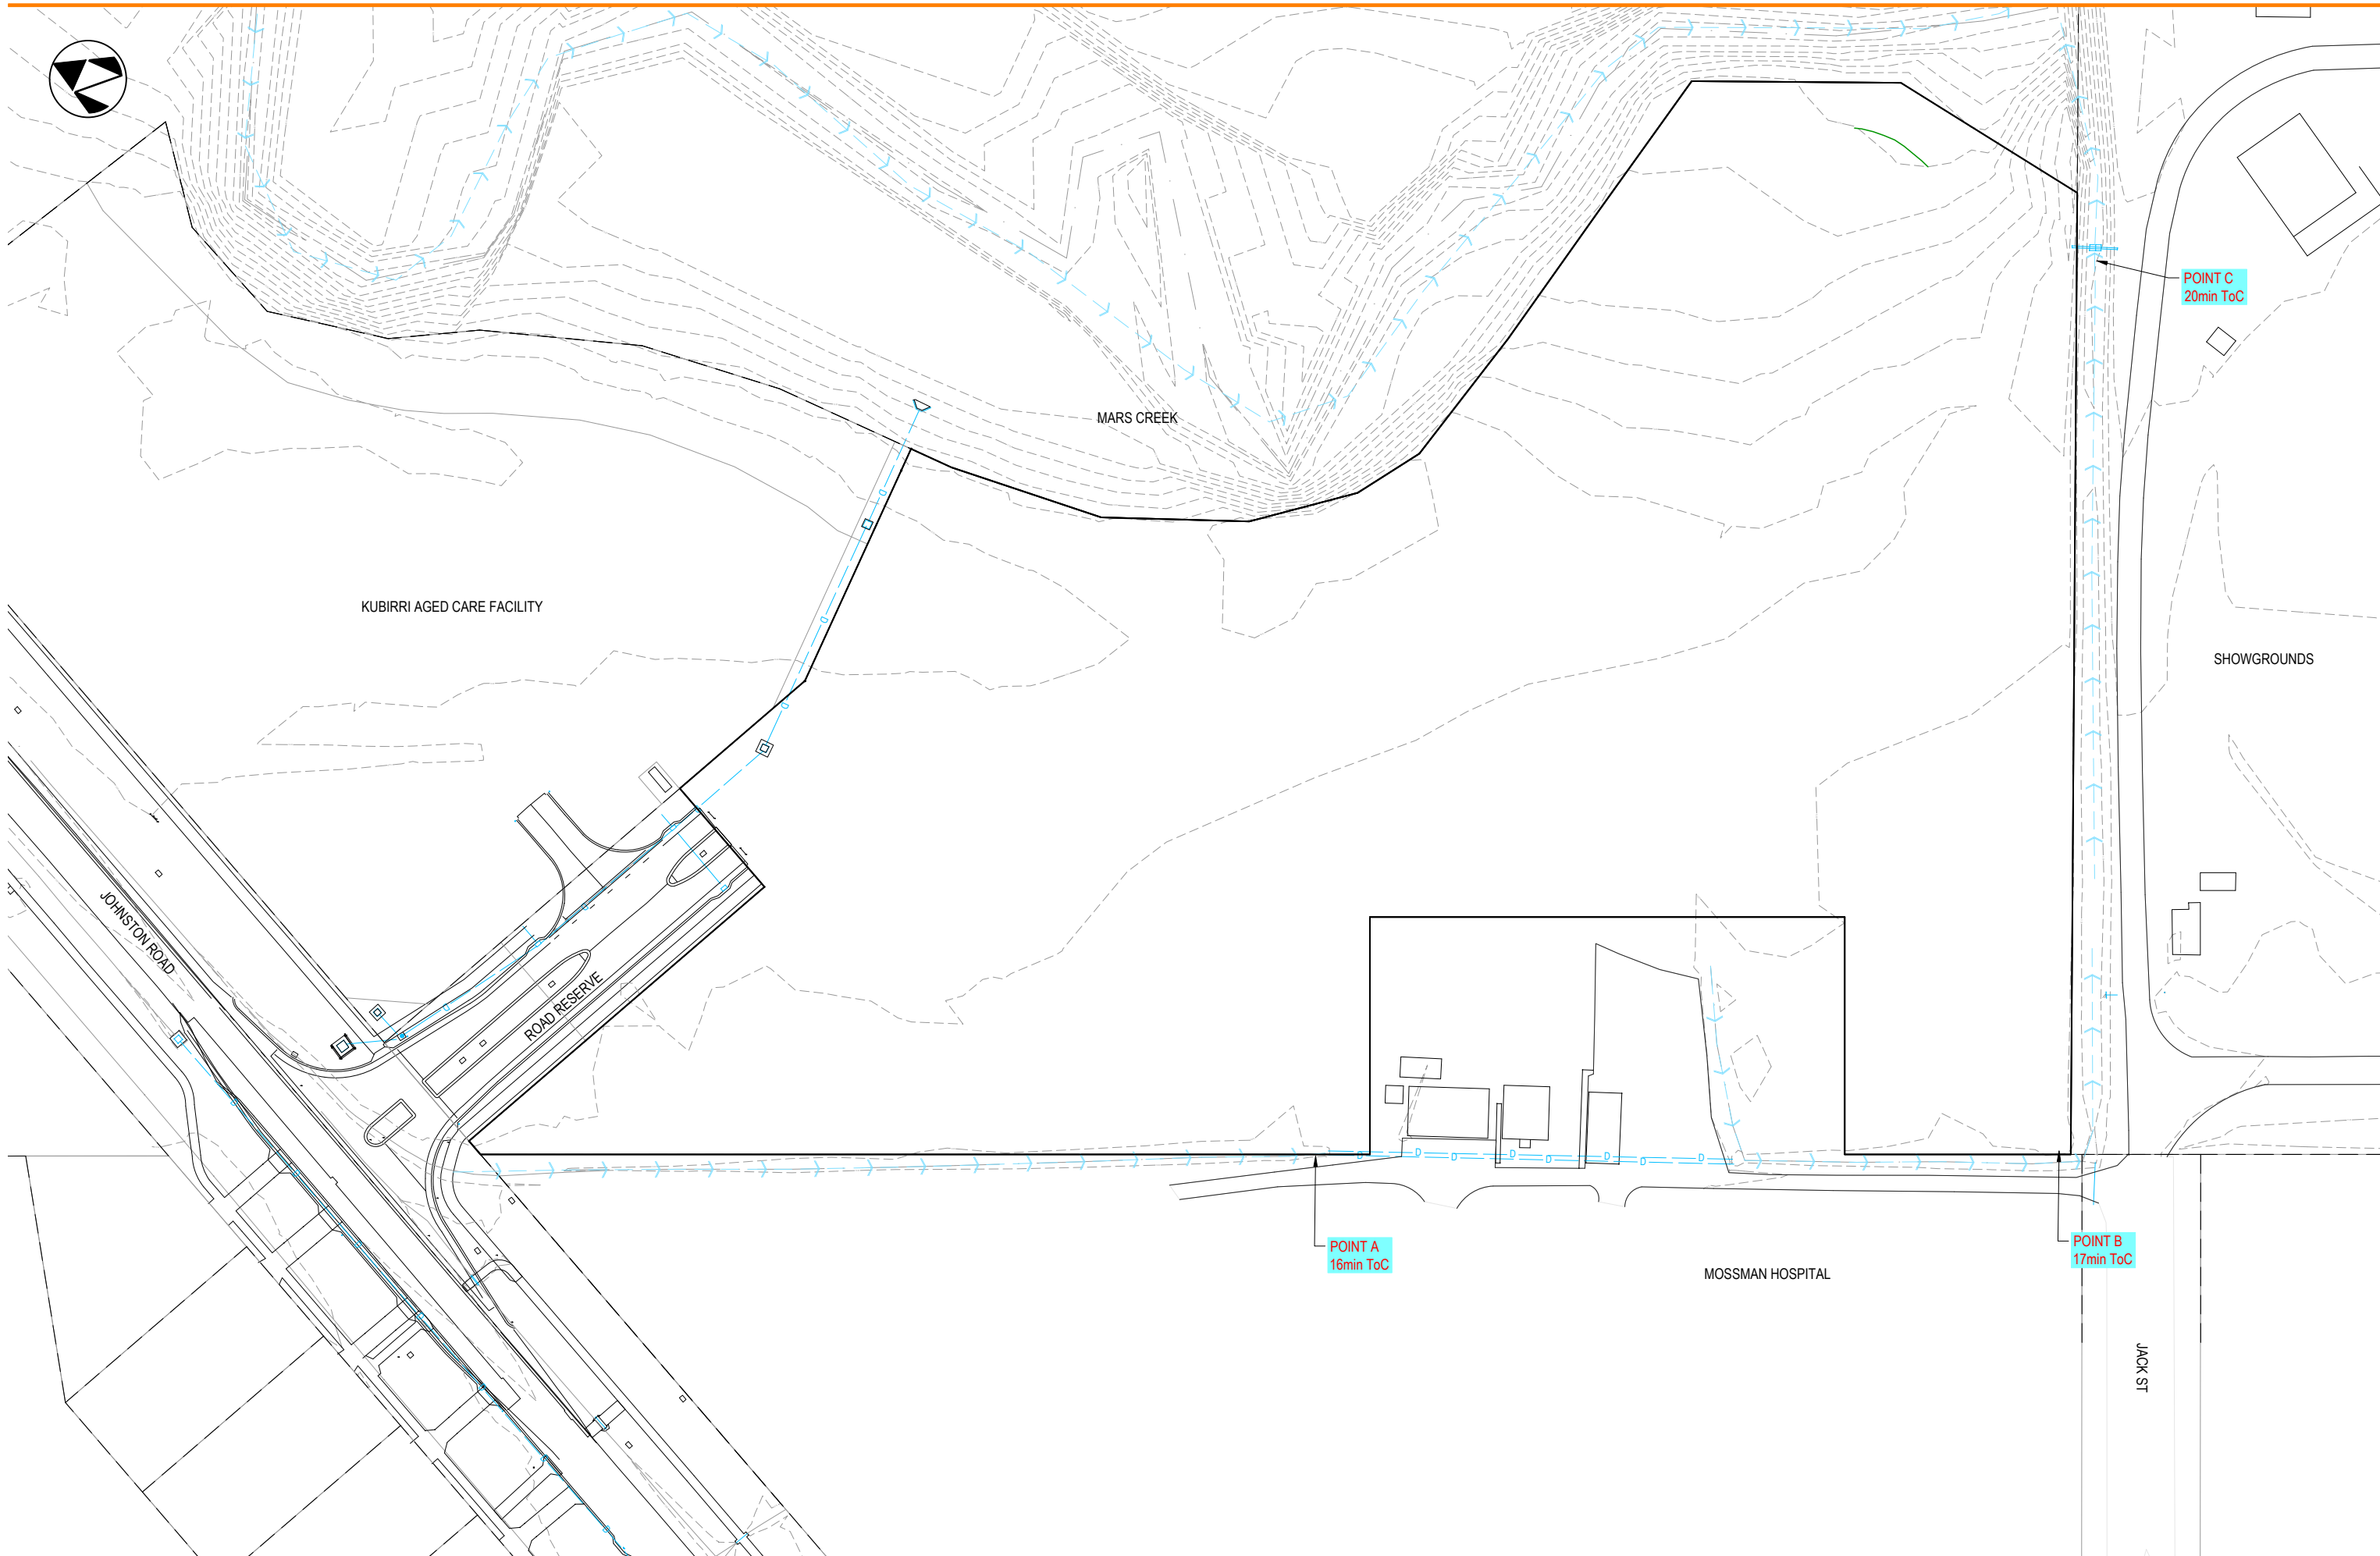 POINT C
20min ToC
MARS CREEK
KUBIRRI AGED CARE FACILITY
SHOWGROUNDS
JOHNSTON ROAD
ROAD RESERVE
POINT A
16min ToC
POINT B
17min ToC
MOSSMAN HOSPITAL
JACK ST